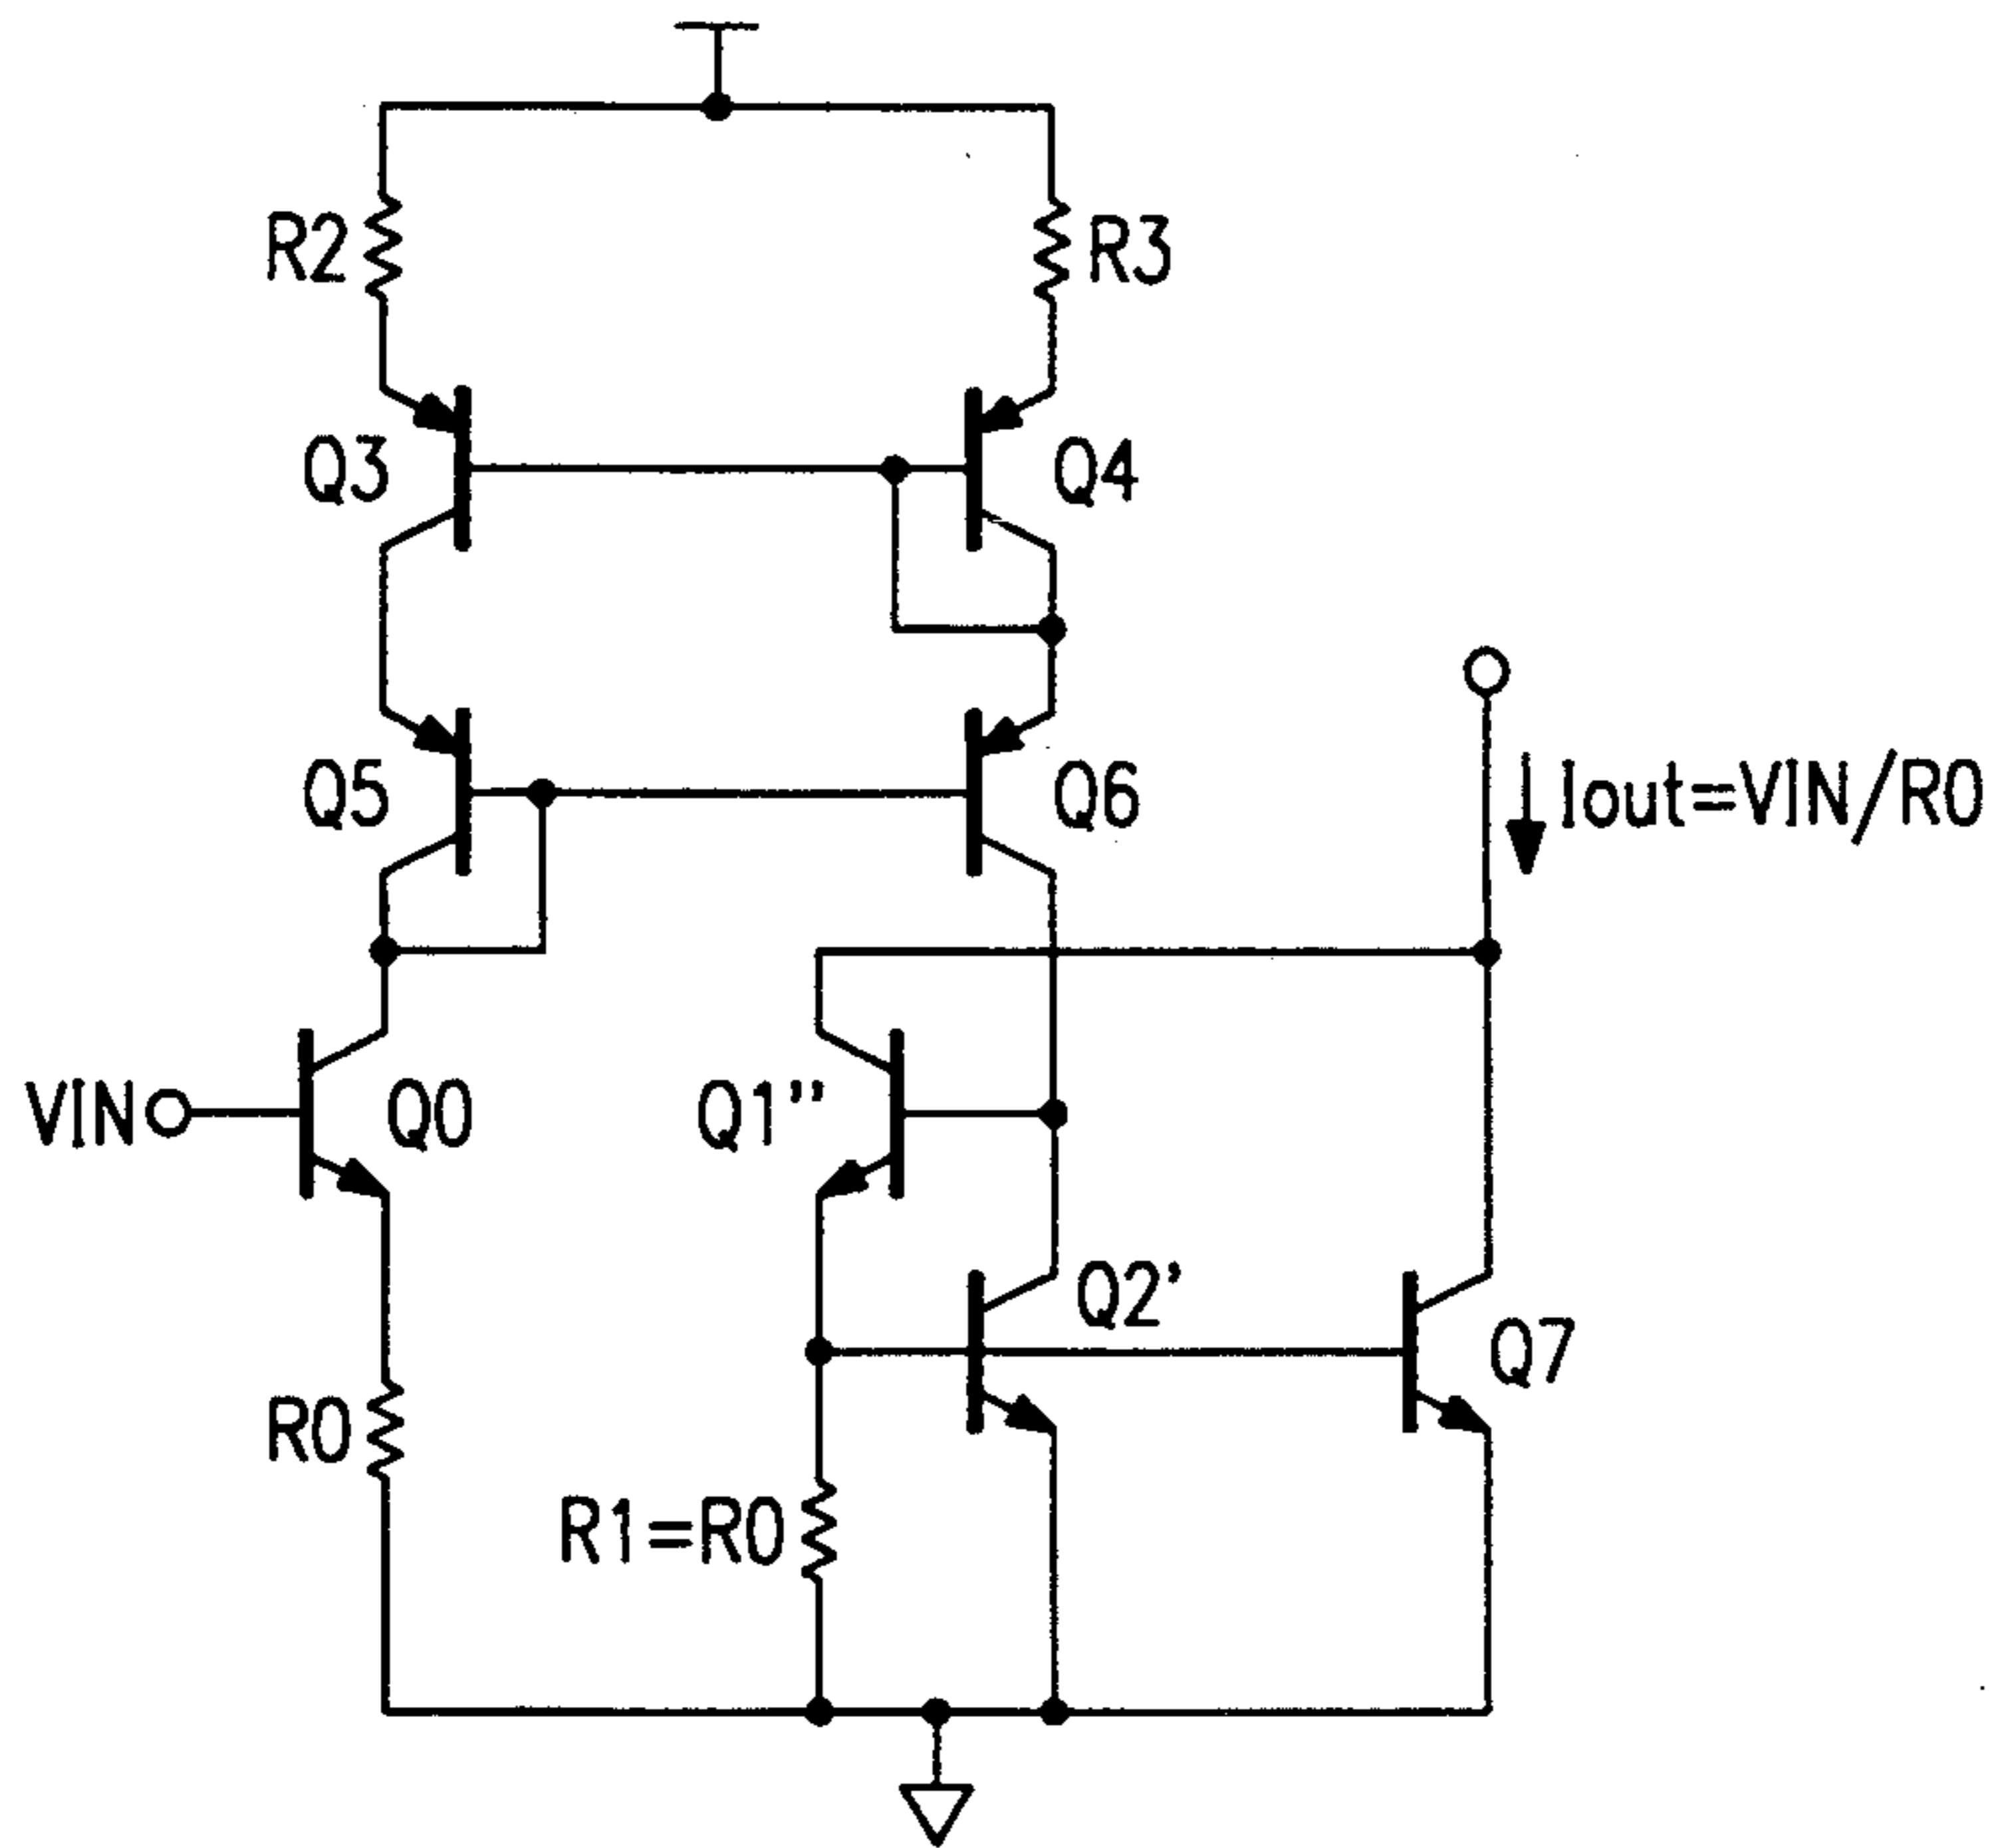 R2
R3
Q3
Q4
Q5
Q6
Iout=VIN/R0
VIN
Q0
Q1"
Q2'
Q7
R0
R1=R0